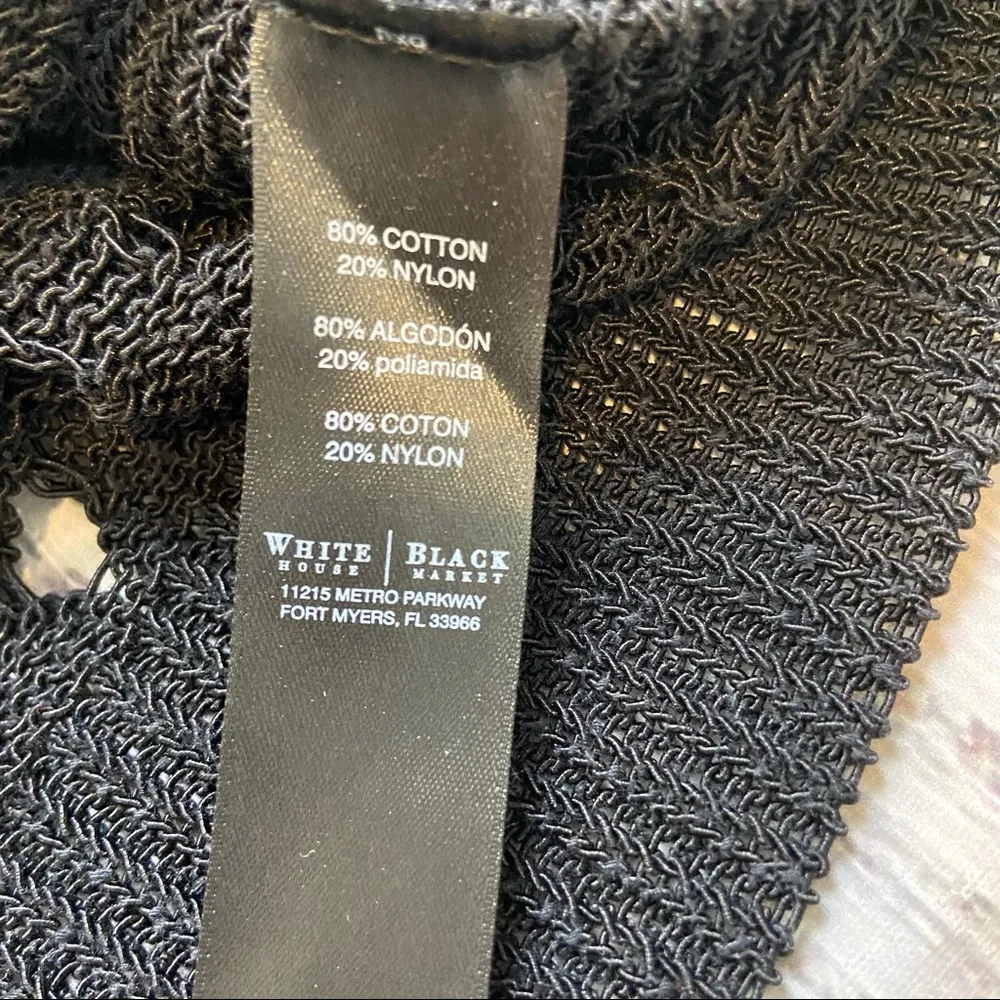 80% COTTON
20% NYLON
80% ALGODÓN
20% poliamida
80% COTON
20% NYLON
WHITE HOUSE | BLACK MARKET
11215 METRO PARKWAY
FORT MYERS, FL 33966